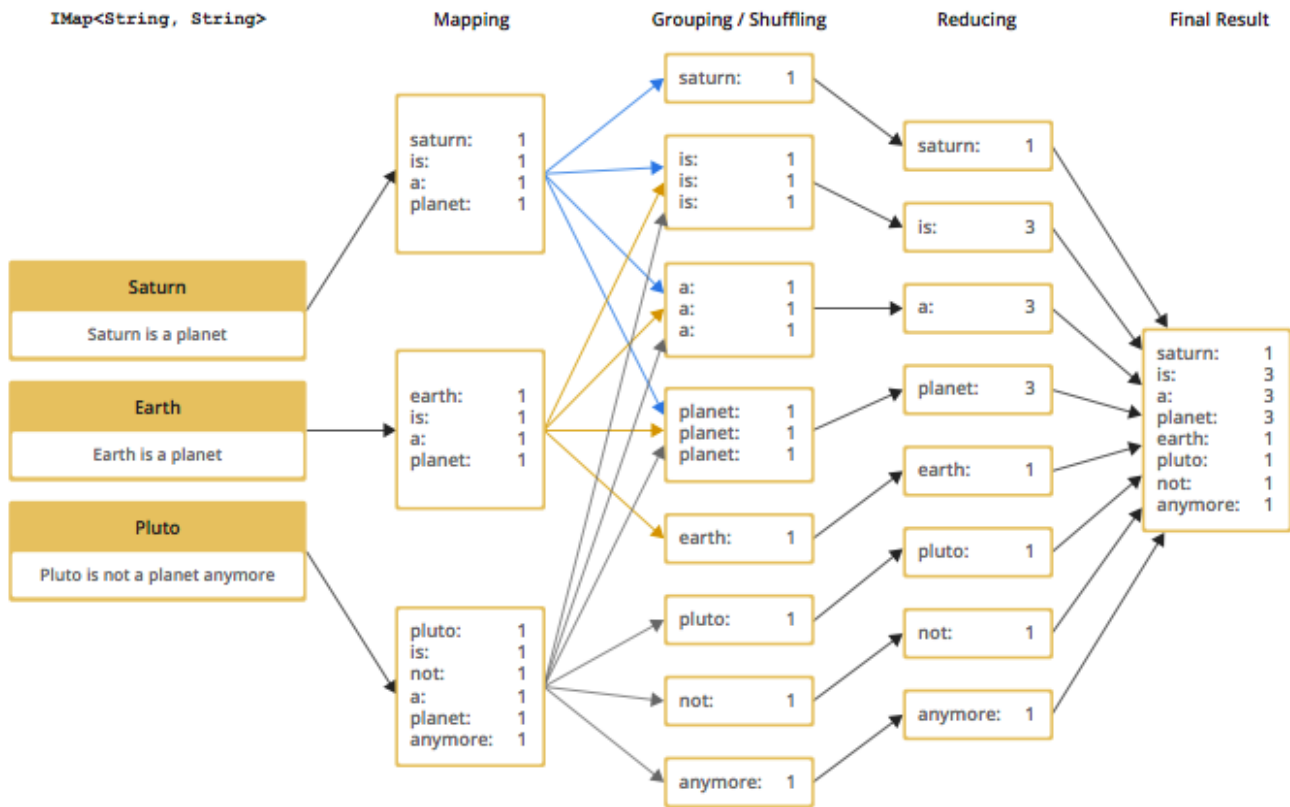 IMap<String, String>
Mapping
Grouping / Shuffling
Reducing
Final Result
Saturn
Saturn is a planet
Earth
Earth is a planet
Pluto
Pluto is not a planet anymore
saturn: 1
is: 1
a: 1
planet: 1
earth: 1
is: 1
a: 1
planet: 1
pluto: 1
is: 1
not: 1
a: 1
planet: 1
anymore: 1
saturn: 1
is: 1
is: 1
is: 1
a: 1
a: 1
a: 1
planet: 1
planet: 1
planet: 1
earth: 1
pluto: 1
not: 1
anymore: 1
saturn: 1
is: 3
a: 3
planet: 3
earth: 1
pluto: 1
not: 1
anymore: 1
saturn: 1
is: 3
a: 3
planet: 3
earth: 1
pluto: 1
not: 1
anymore: 1